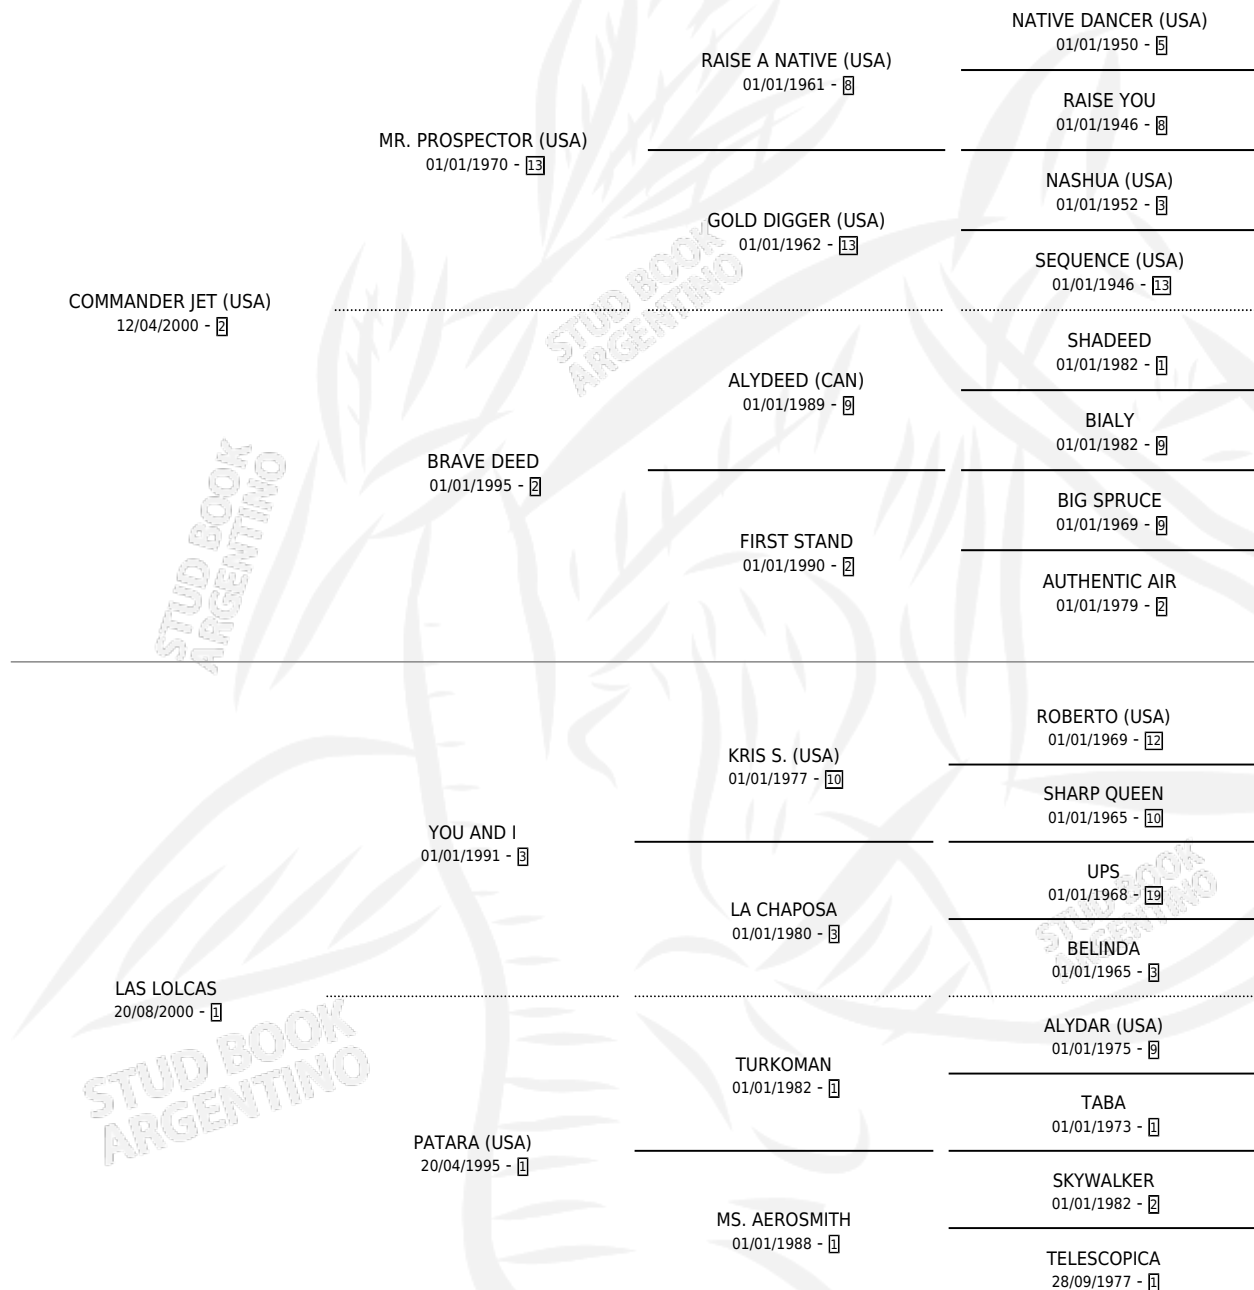 NATIVE DANCER (USA)
01/01/1950 - 5
RAISE A NATIVE (USA)
01/01/1961 - 8
RAISE YOU
01/01/1946 - 8
MR. PROSPECTOR (USA)
01/01/1970 - 13
NASHUA (USA)
01/01/1952 - 3
GOLD DIGGER (USA)
01/01/1962 - 13
SEQUENCE (USA)
01/01/1946 - 13
COMMANDER JET (USA)
12/04/2000 - 2
STUD BOOK
ARGENTINO
SHADEED
01/01/1982 - 1
ALYDEED (CAN)
01/01/1989 - 9
BIALY
01/01/1982 - 9
BRAVE DEED
01/01/1995 - 2
BIG SPRUCE
01/01/1969 - 9
FIRST STAND
01/01/1990 - 2
AUTHENTIC AIR
01/01/1979 - 2
STUD BOOK
ARGENTINO
ROBERTO (USA)
01/01/1969 - 12
KRIS S. (USA)
01/01/1977 - 10
SHARP QUEEN
01/01/1965 - 10
YOU AND I
01/01/1991 - 3
UPS
01/01/1968 - 19
LA CHAPOSA
01/01/1980 - 3
BELINDA
01/01/1965 - 3
STUD BOOK
ARGENTINO
LAS LOLCAS
20/08/2000 - 1
ALYDAR (USA)
01/01/1975 - 9
TURKOMAN
01/01/1982 - 1
TABA
01/01/1973 - 1
STUD BOOK
ARGENTINO
PATARA (USA)
20/04/1995 - 1
SKYWALKER
01/01/1982 - 2
MS. AEROSMITH
01/01/1988 - 1
TELESCOPICA
28/09/1977 - 1